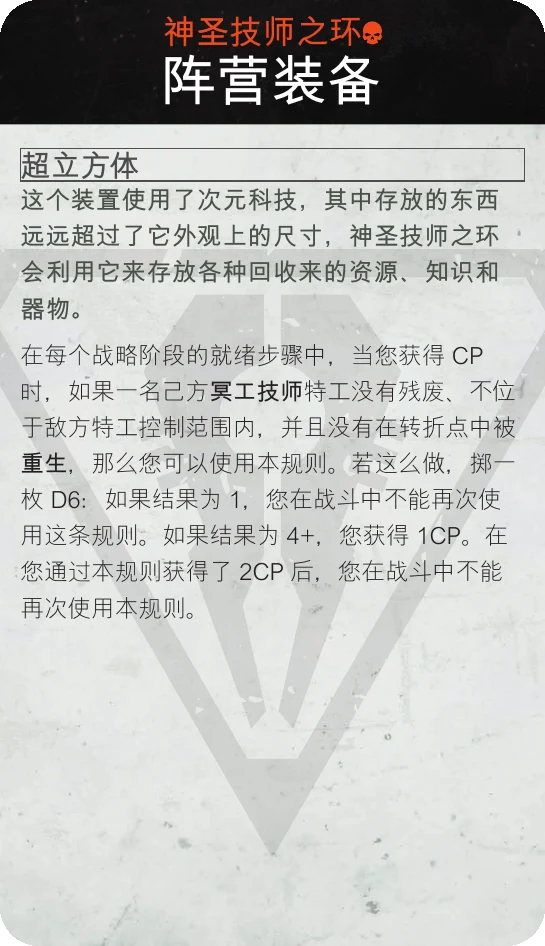 神圣技师之环
阵营装备
超立方体
这个装置使用了次元科技，其中存放的东西
远远超过了它外观上的尺寸，神圣技师之环
会利用它来存放各种回收来的资源、知识和
器物。
在每个战略阶段的就绪步骤中，当您获得 CP
时，如果一名己方冥工技师特工没有残废、不位
于敌方特工控制范围内，并且没有在转折点中被
重生，那么您可以使用本规则。若这么做，掷一
枚 D6：如果结果为 1，您在战斗中不能再次使
用这条规则。如果结果为 4+，您获得 1CP。在
您通过本规则获得了 2CP 后，您在战斗中不能
再次使用本规则。